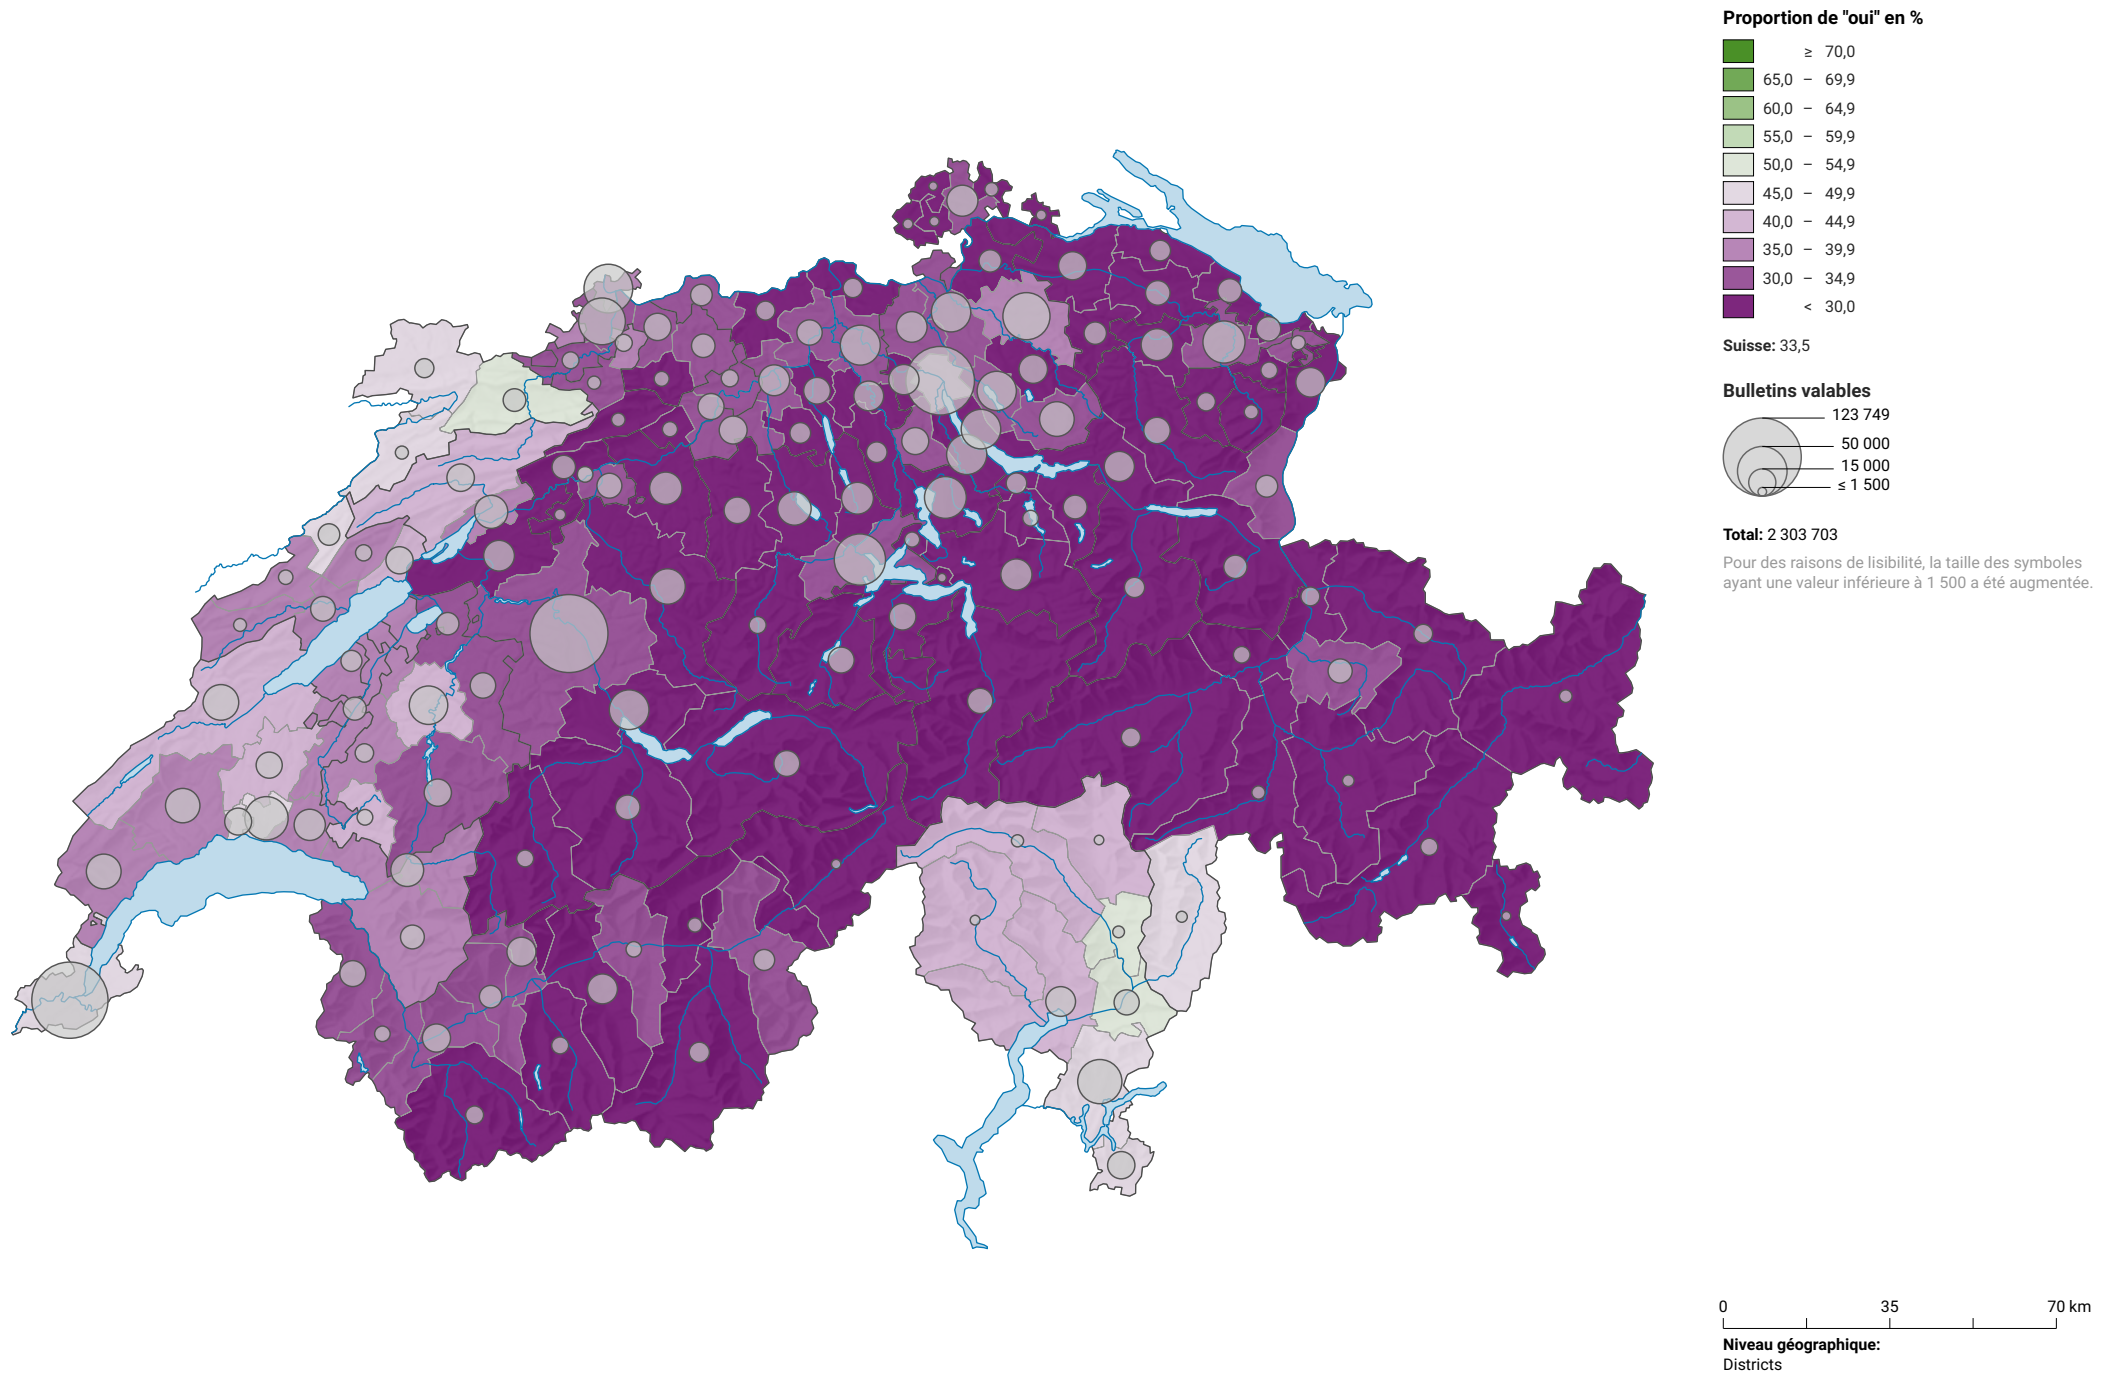 Proportion de "oui" en %
≥ 70,0
65,0 – 69,9
60,0 – 64,9
55,0 – 59,9
50,0 – 54,9
45,0 – 49,9
40,0 – 44,9
35,0 – 39,9
30,0 – 34,9
< 30,0
Suisse: 33,5
Bulletins valables
123 749
50 000
15 000
≤ 1 500
Total: 2 303 703
Pour des raisons de lisibilité, la taille des symboles
ayant une valeur inférieure à 1 500 a été augmentée.
0 35 70 km
Niveau géographique:
Districts